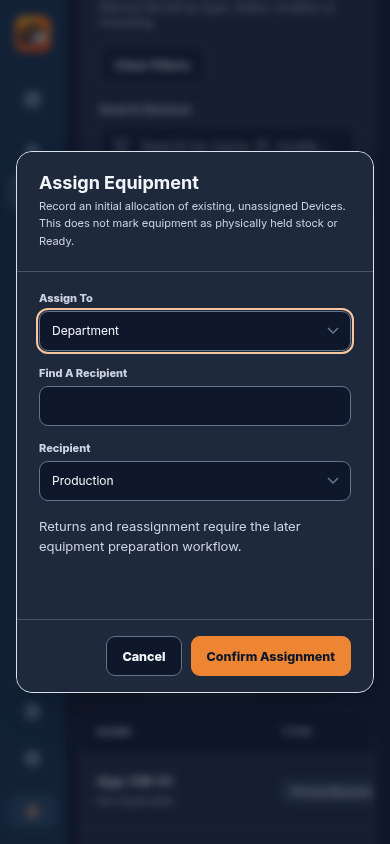 Clear Filters
Assign Equipment
Record an initial allocation of existing, unassigned Devices.
This does not mark equipment as physically held stock or
Ready.
Assign To
Department
Find A Recipient
Recipient
Production
Returns and reassignment require the later
equipment preparation workflow.
Cancel
Confirm Assignment